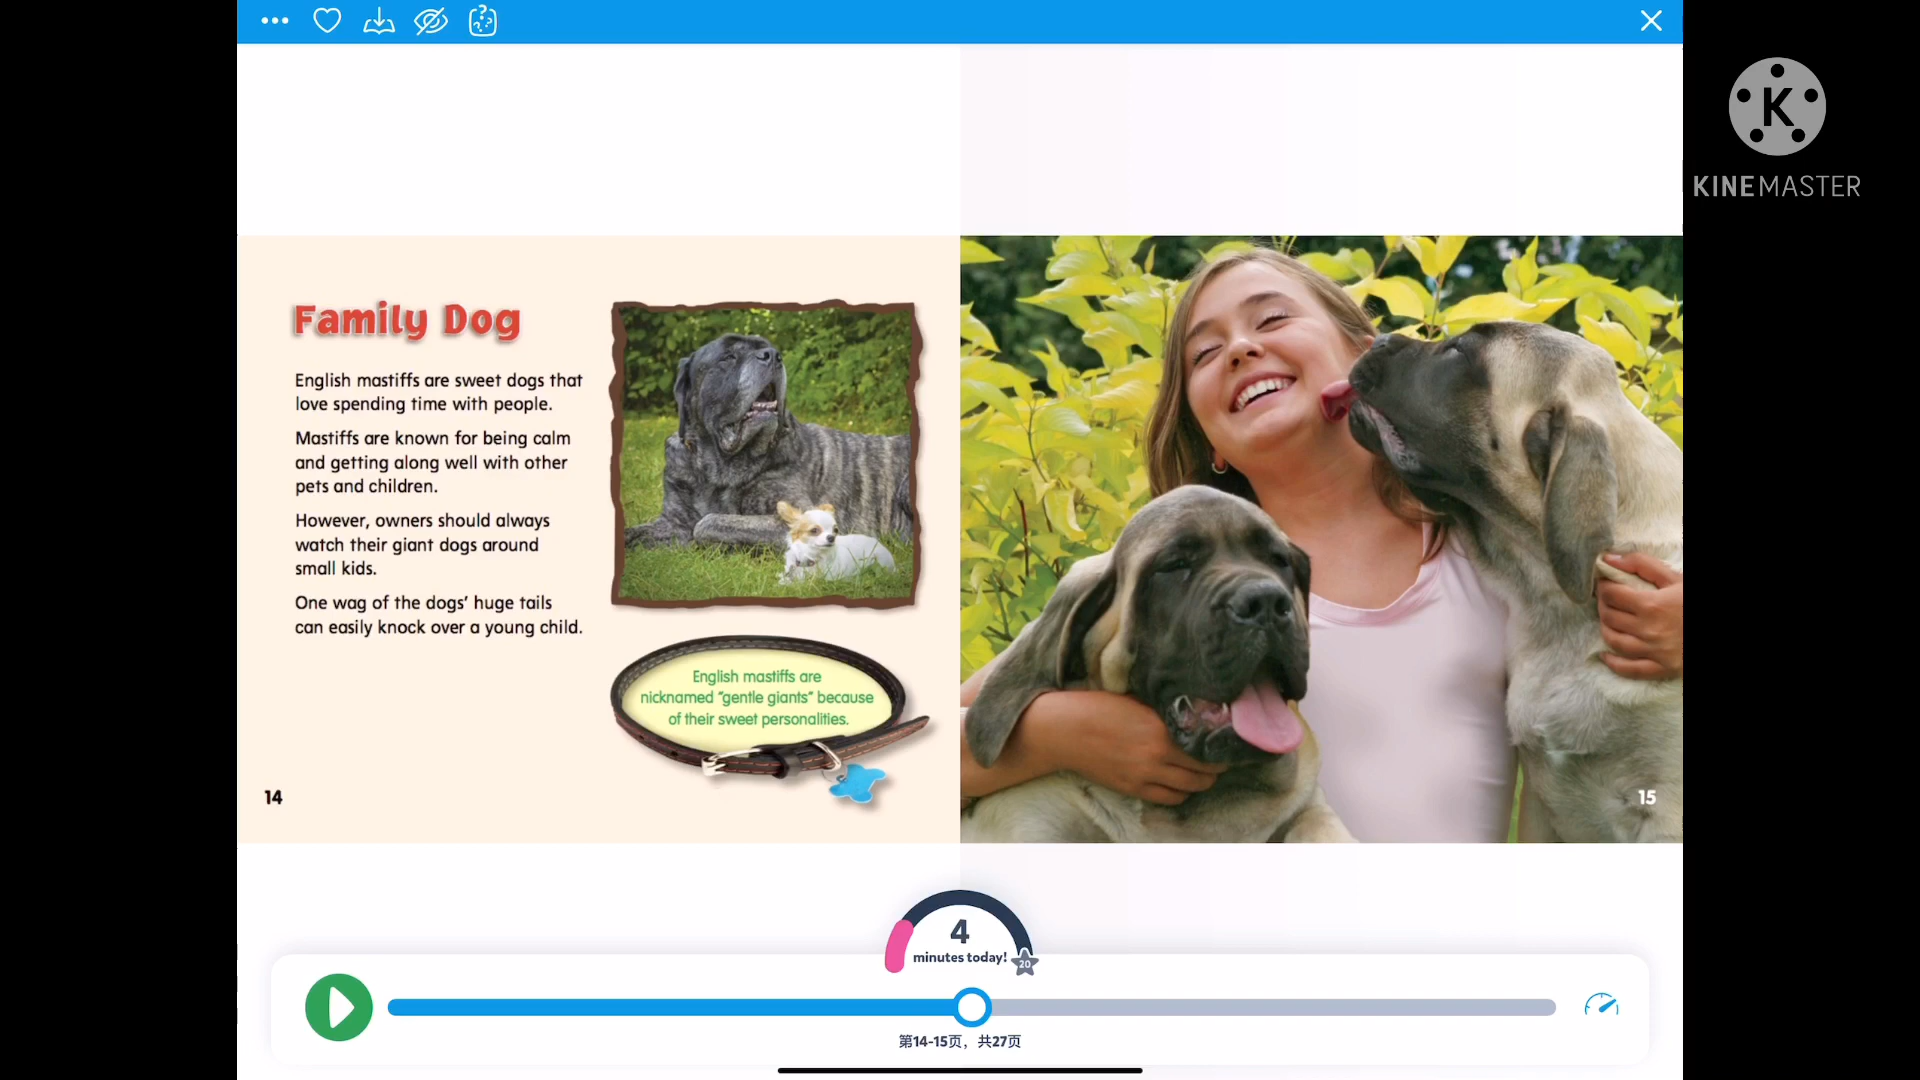 K
KINEMASTER
Family Dog
English mastiffs are sweet dogs that
love spending time with people.
Mastiffs are known for being calm
and getting along well with other
pets and children.
However, owners should always
watch their giant dogs around
small kids.
One wag of the dogs’ huge tails
can easily knock over a young child.
English mastiffs are
nicknamed “gentle giants” because
of their sweet personalities.
14
15
4
minutes today!
20
第14-15页，共27页